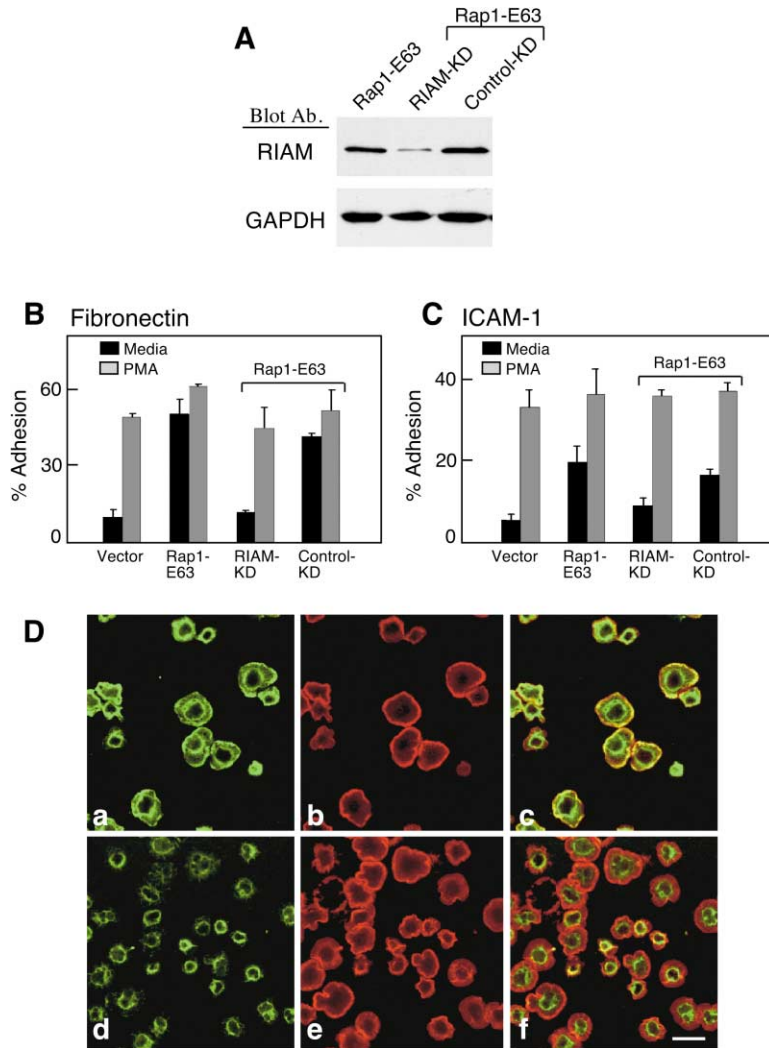 A
Rap1-E63
Rap1-E63
RIAM-KD
Control-KD
Blot Ab.
RIAM
GAPDH
B Fibronectin
Media
PMA
Rap1-E63
% Adhesion
60
30
0
Vector
Rap1-
E63
RIAM-
KD
Control-
KD
C ICAM-1
Media
PMA
Rap1-E63
% Adhesion
40
20
0
Vector
Rap1-
E63
RIAM-
KD
Control-
KD
D
a
b
c
d
e
f